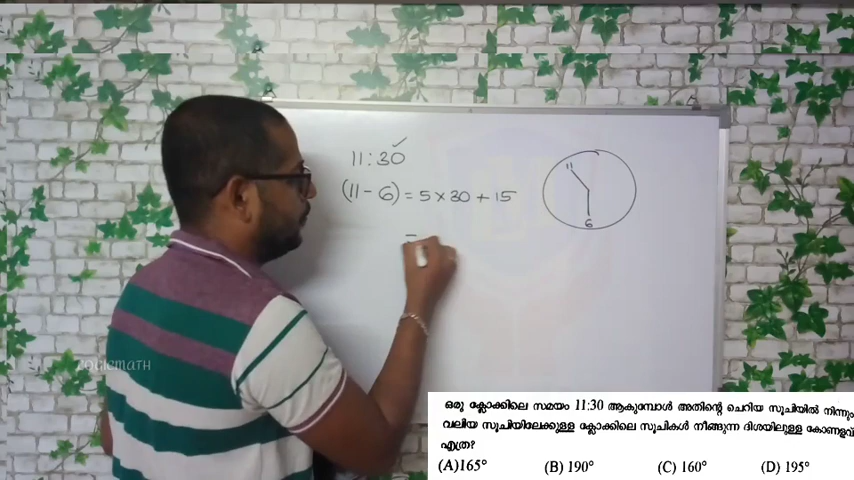 11:30 ✓
(11 - 6) = 5 × 30 + 15
=
11
6
LOGICMATH
ഒരു ക്ലോക്കിലെ സമയം 11:30 ആകുമ്പോൾ അതിന്റെ ചെറിയ സൂചിയിൽ നിന്നും
വലിയ സൂചിയിലേക്കുള്ള ക്ലോക്കിലെ സൂചികൾ നീങ്ങുന്ന ദിശയിലുള്ള കോണളവ്
എത്ര?
(A)165° (B) 190° (C) 160° (D) 195°